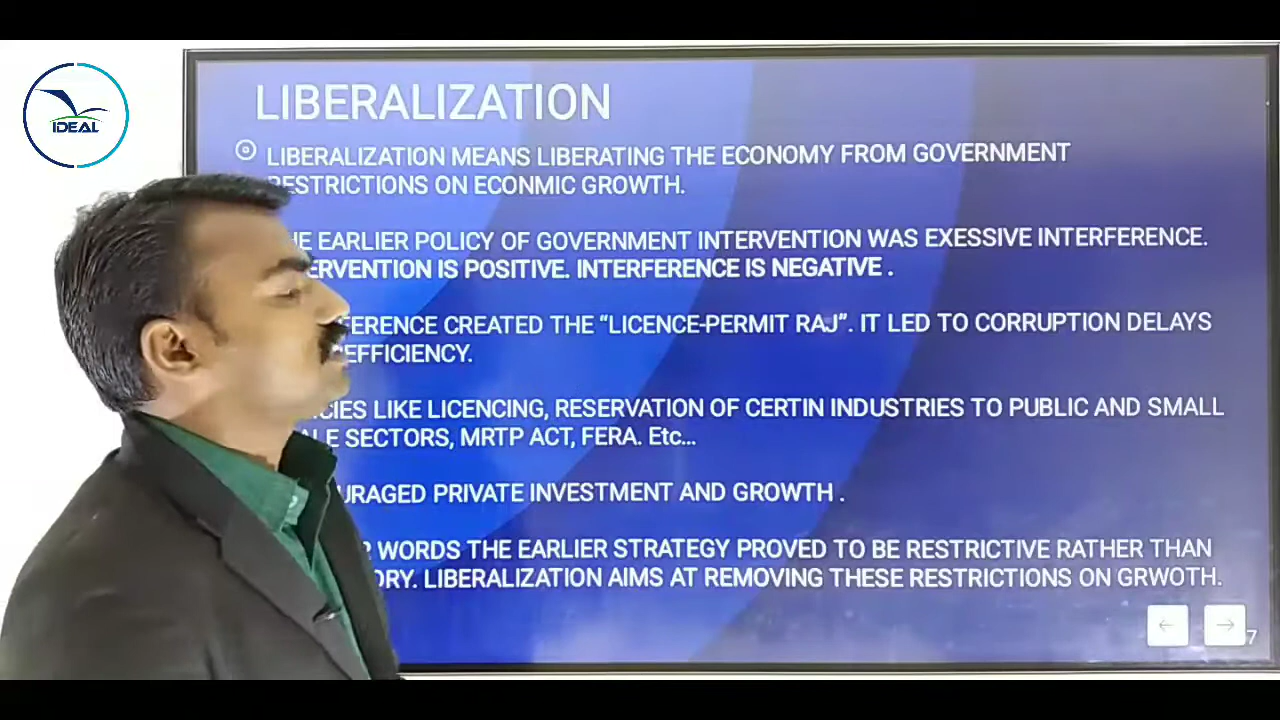 IDEAL
LIBERALIZATION
LIBERALIZATION MEANS LIBERATING THE ECONOMY FROM GOVERNMENT
RESTRICTIONS ON ECONMIC GROWTH.
HE EARLIER POLICY OF GOVERNMENT INTERVENTION WAS EXESSIVE INTERFERENCE.
ERVENTION IS POSITIVE. INTERFERENCE IS NEGATIVE .
FERENCE CREATED THE “LICENCE-PERMIT RAJ”. IT LED TO CORRUPTION DELAYS
EFFICIENCY.
CIES LIKE LICENCING, RESERVATION OF CERTIN INDUSTRIES TO PUBLIC AND SMALL
LE SECTORS, MRTP ACT, FERA. Etc...
URAGED PRIVATE INVESTMENT AND GROWTH .
R WORDS THE EARLIER STRATEGY PROVED TO BE RESTRICTIVE RATHER THAN
ORY. LIBERALIZATION AIMS AT REMOVING THESE RESTRICTIONS ON GRWOTH.
7